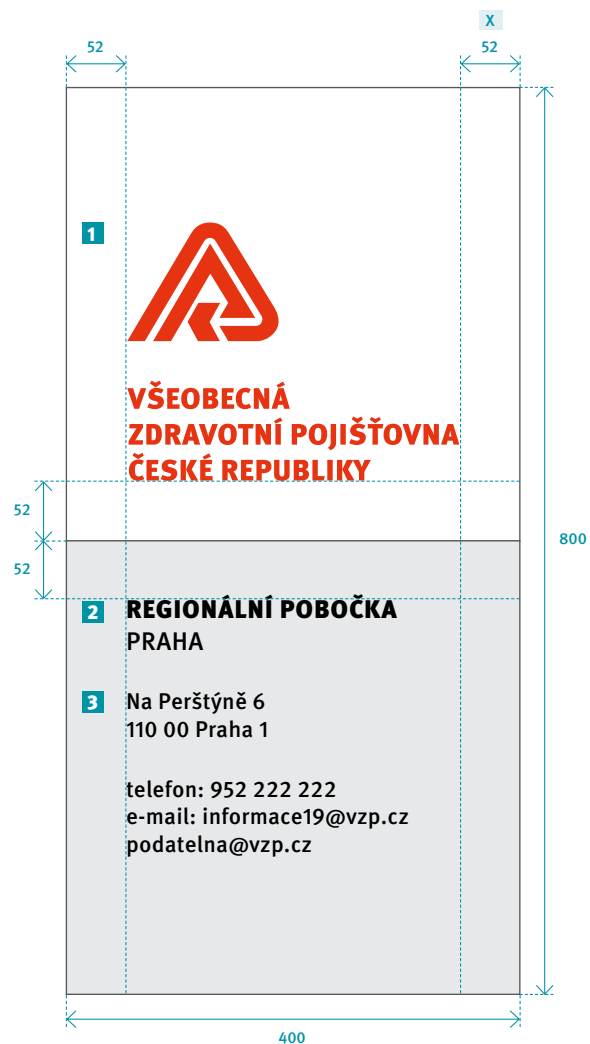 X
52
52
1
VŠEOBECNÁ
ZDRAVOTNÍ POJIŠŤOVNA
ČESKÉ REPUBLIKY
52
800
52
2 REGIONÁLNÍ POBOČKA
PRAHA
3 Na Perštýně 6
110 00 Praha 1
telefon: 952 222 222
e-mail: informace19@vzp.cz
podatelna@vzp.cz
400